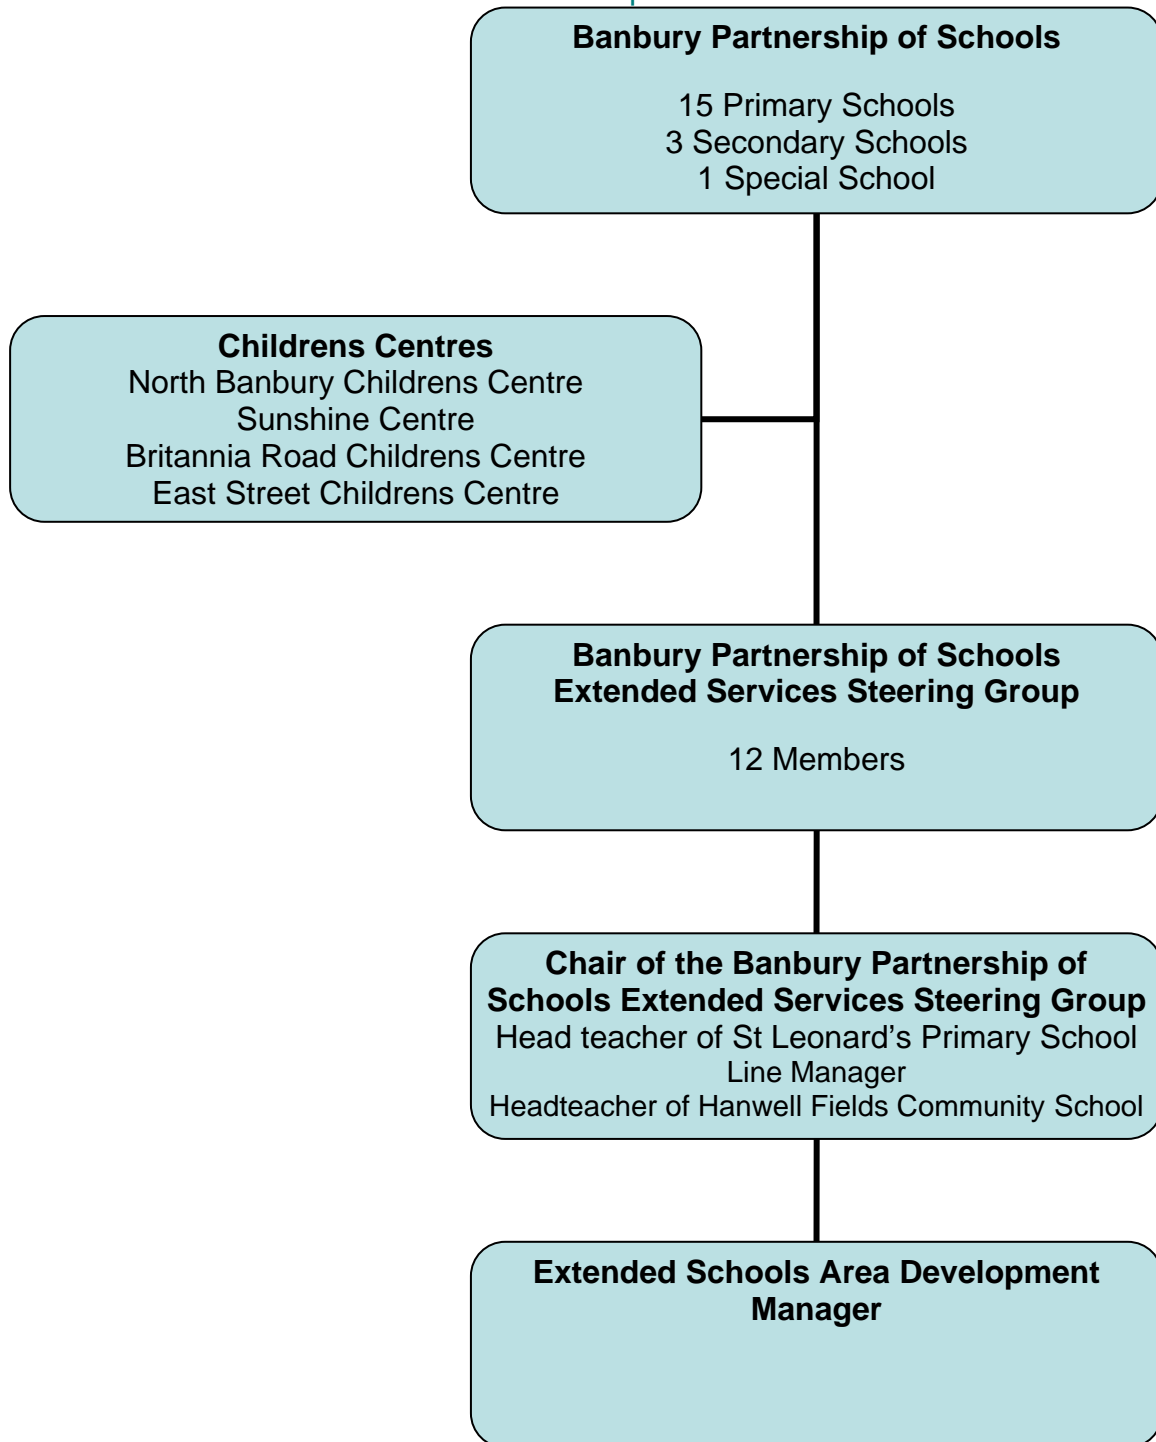 Banbury Partnership of Schools
15 Primary Schools
3 Secondary Schools
1 Special School
Childrens Centres
North Banbury Childrens Centre
Sunshine Centre
Britannia Road Childrens Centre
East Street Childrens Centre
Banbury Partnership of Schools
Extended Services Steering Group
12 Members
Chair of the Banbury Partnership of
Schools Extended Services Steering Group
Head teacher of St Leonard’s Primary School
Line Manager
Headteacher of Hanwell Fields Community School
Extended Schools Area Development
Manager